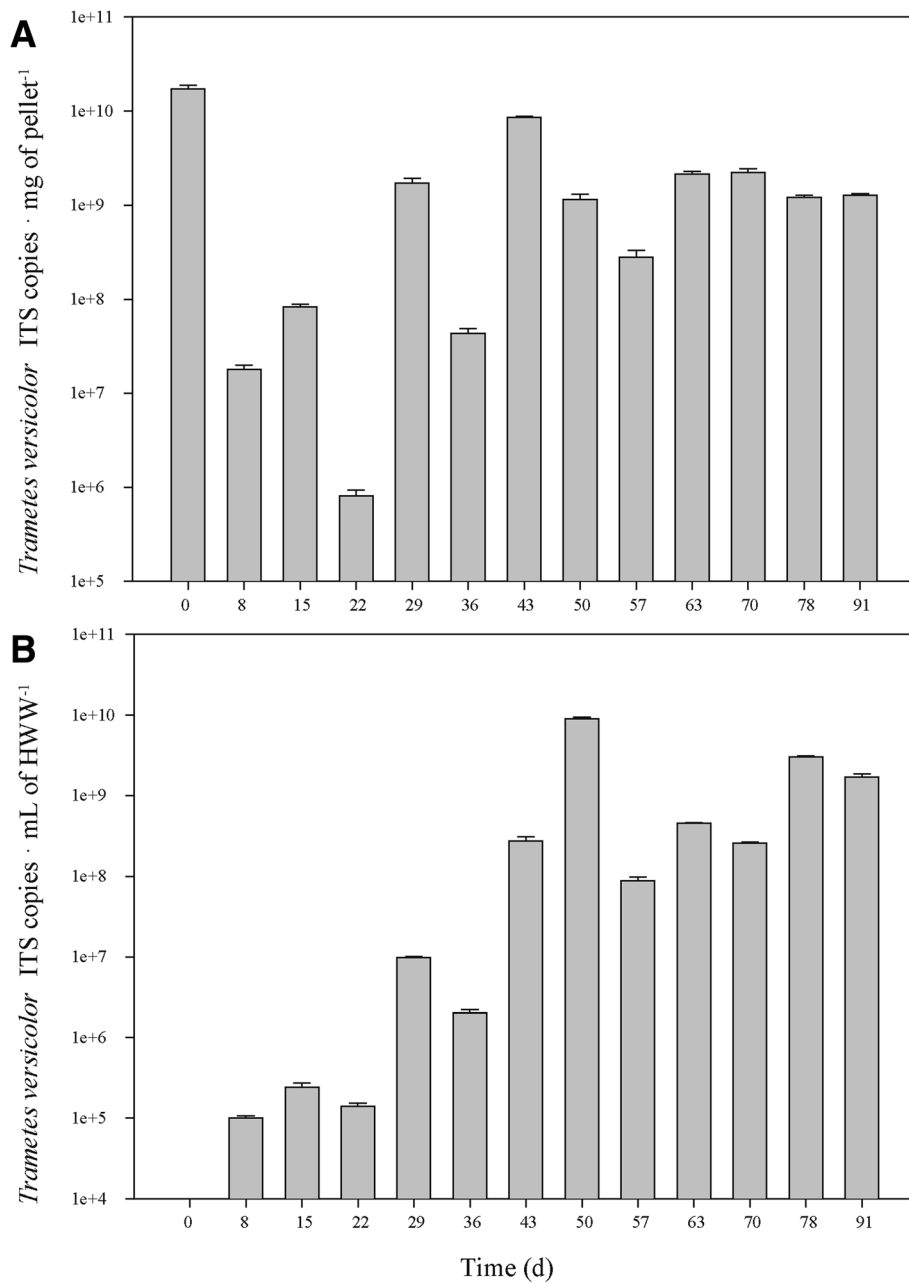 A
Trametes versicolor ITS copies · mg of pellet⁻¹
1e+11
1e+10
1e+9
1e+8
1e+7
1e+6
1e+5
0 8 15 22 29 36 43 50 57 63 70 78 91
B
Trametes versicolor ITS copies · mL of HWW⁻¹
1e+11
1e+10
1e+9
1e+8
1e+7
1e+6
1e+5
1e+4
0 8 15 22 29 36 43 50 57 63 70 78 91
Time (d)